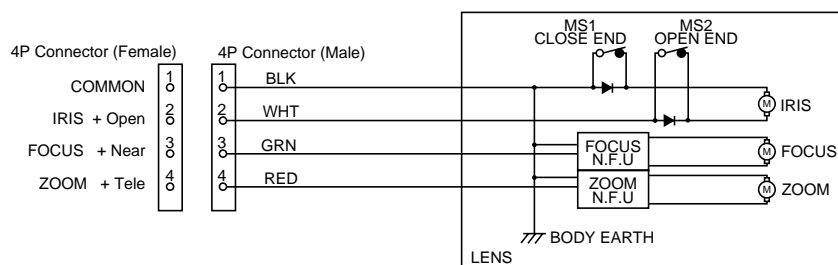 MS1
CLOSE END
MS2
OPEN END
4P Connector (Female)
4P Connector (Male)
COMMON 1
1 BLK
IRIS + Open 2
2 WHT
FOCUS + Near 3
3 GRN
ZOOM + Tele 4
4 RED
M IRIS
FOCUS
N.F.U
M FOCUS
ZOOM
N.F.U
M ZOOM
BODY EARTH
LENS